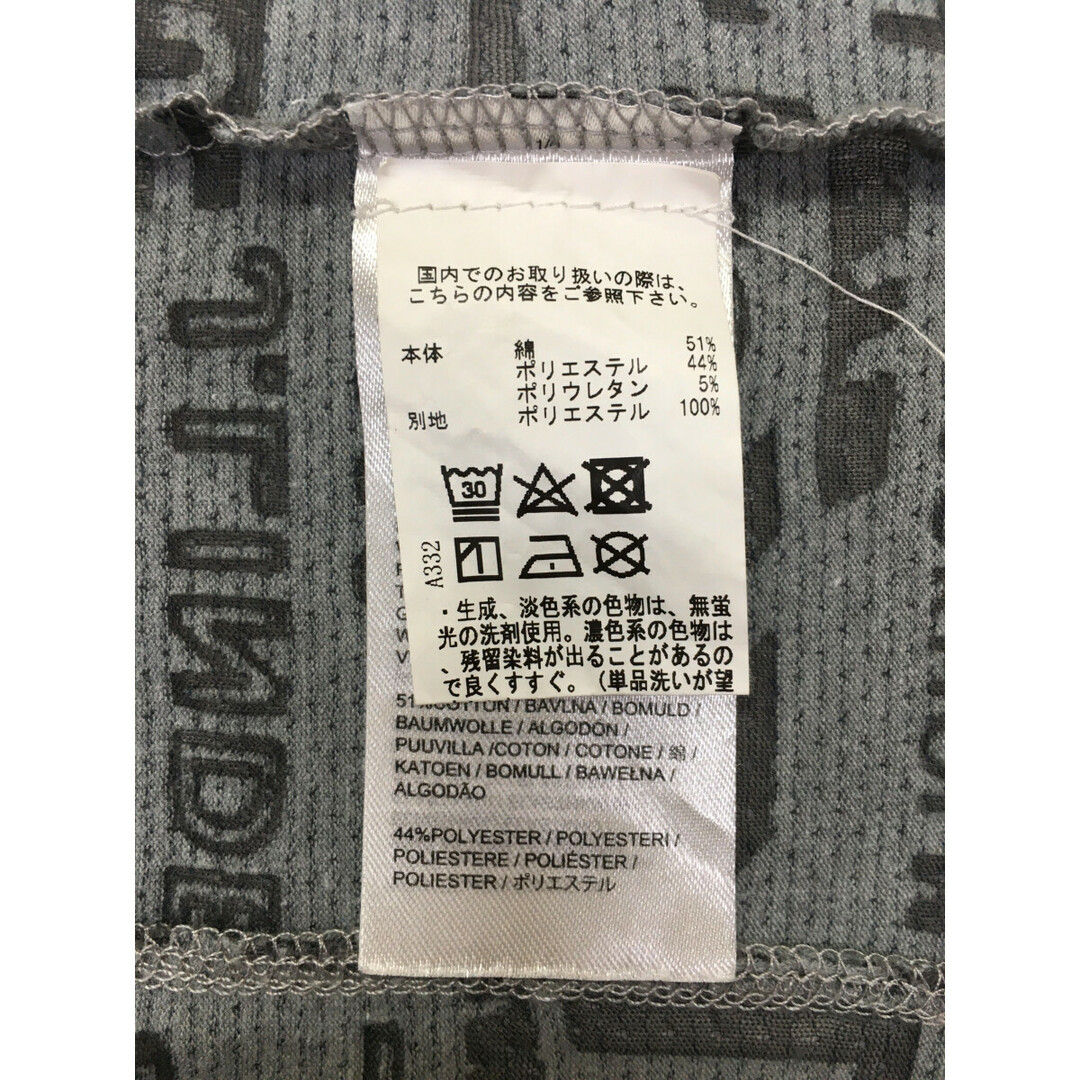 国内でのお取り扱いの際は、
こちらの内容をご参照下さい。
本体 綿 51%
ポリエステル 44%
ポリウレタン 5%
別地 ポリエステル 100%
30
A332
・生成、淡色系の色物は、無蛍
光の洗剤使用。濃色系の色物は
、残留染料が出ることがあるの
で良くすすぐ。（単品洗いが望
COTTON / BAVLNA / BOMULD /
BAUMWOLLE / ALGODÓN /
PUUVILLA /COTON / COTONE / 綿 /
KATOEN / BOMULL / BAWEŁNA /
ALGODÃO
44%POLYESTER / POLYESTERI /
POLIESTERE / POLIÉSTER /
POLIESTER / ポリエステル